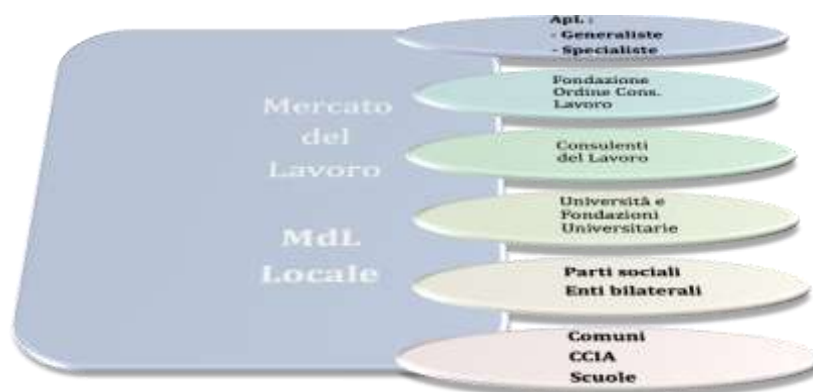 Mercato
del
Lavoro
MdL
Locale
ApL :
- Generaliste
- Specialiste
Fondazione
Ordine Cons.
Lavoro
Consulenti
del Lavoro
Università e
Fondazioni
Universitarie
Parti sociali
Enti bilaterali
Comuni
CCIA
Scuole